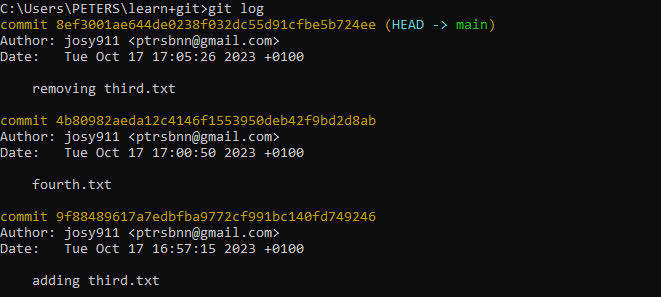 C:\Users\PETERS\learn+git>git log
commit 8ef3001ae644de0238f032dc55d91cfbe5b724ee (HEAD -> main)
Author: josy911 <ptrsbnn@gmail.com>
Date:   Tue Oct 17 17:05:26 2023 +0100
removing third.txt
commit 4b80982aeda12c4146f1553950deb42f9bd2d8ab
Author: josy911 <ptrsbnn@gmail.com>
Date:   Tue Oct 17 17:00:50 2023 +0100
fourth.txt
commit 9f88489617a7edbfba9772cf991bc140fd749246
Author: josy911 <ptrsbnn@gmail.com>
Date:   Tue Oct 17 16:57:15 2023 +0100
adding third.txt